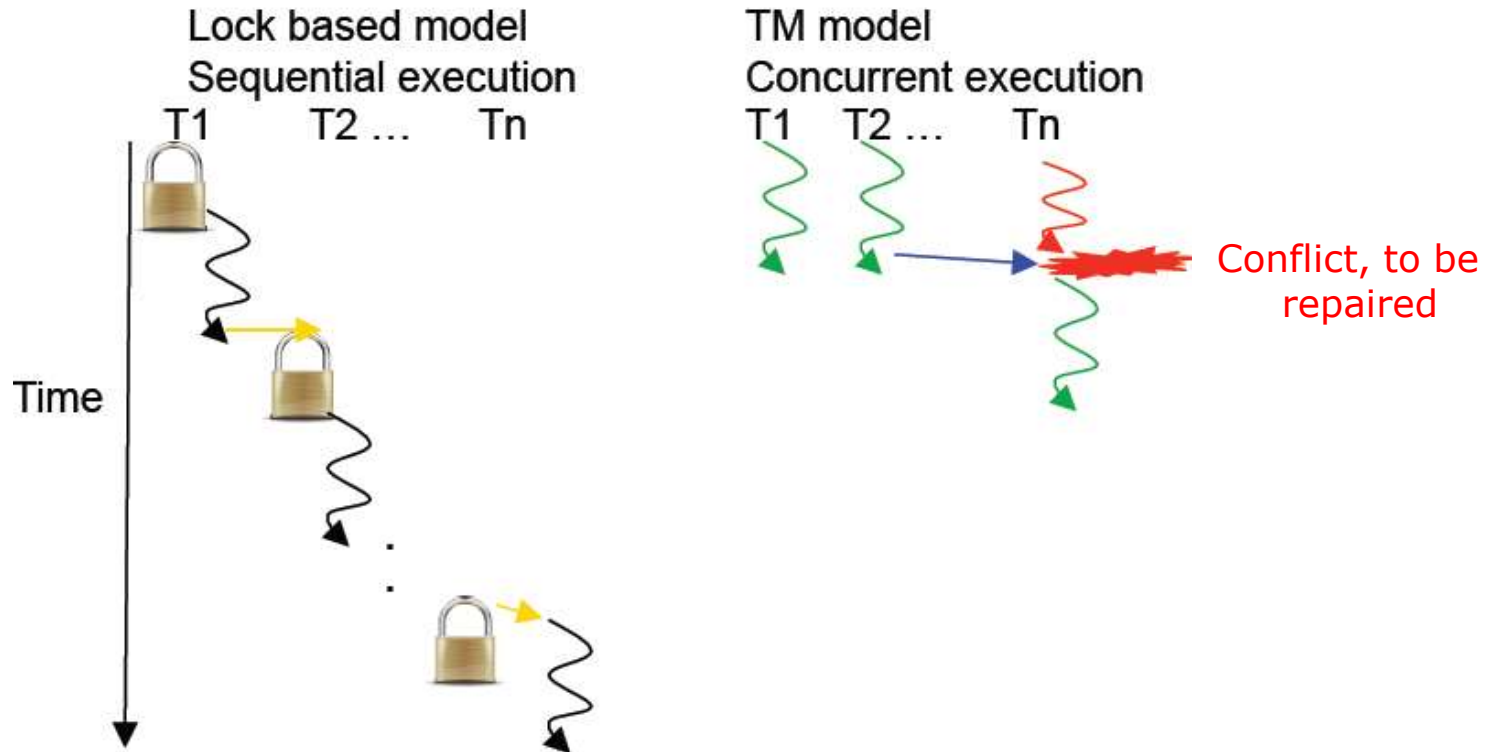 Lock based model
Sequential execution
T1 T2 ... Tn
TM model
Concurrent execution
T1 T2 ... Tn
Conflict, to be
repaired
Time
.
.